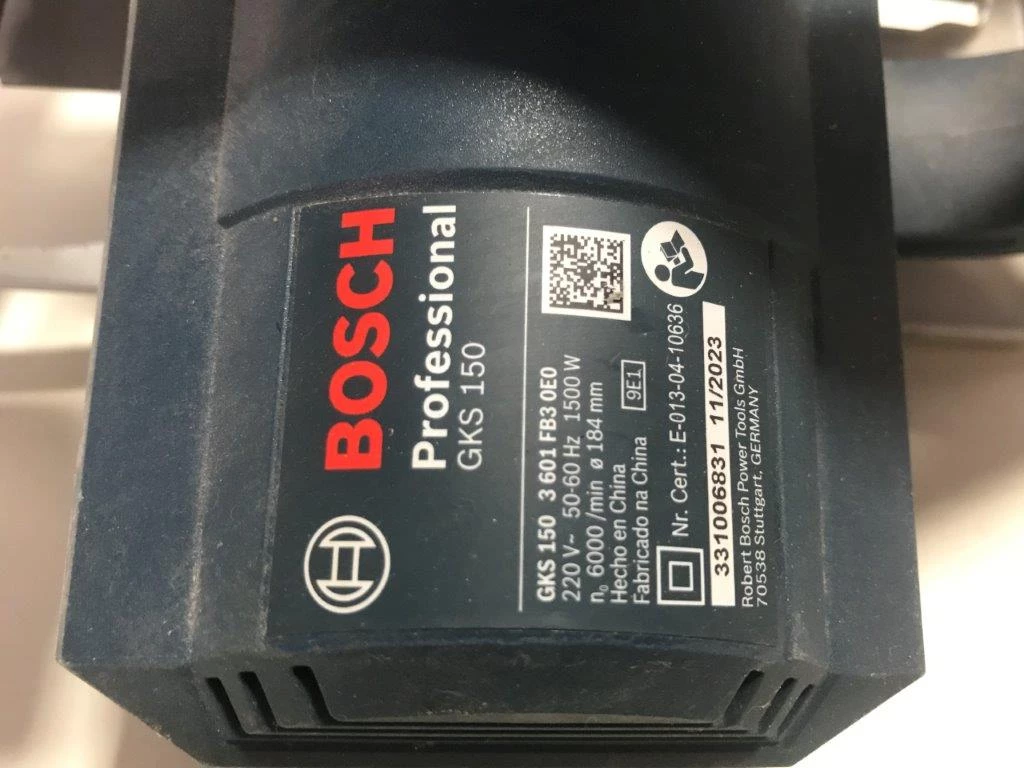 BOSCH
Professional
GKS 150
GKS 150 3 601 FB3 0E0
220 V~ 50-60 Hz 1500 W
n₀ 6000 /min ø 184 mm
Hecho en China
Fabricado na China
9E1
Nr. Cert.: E-013-04-10636
331006831 11/2023
Robert Bosch Power Tools GmbH
70538 Stuttgart, GERMANY